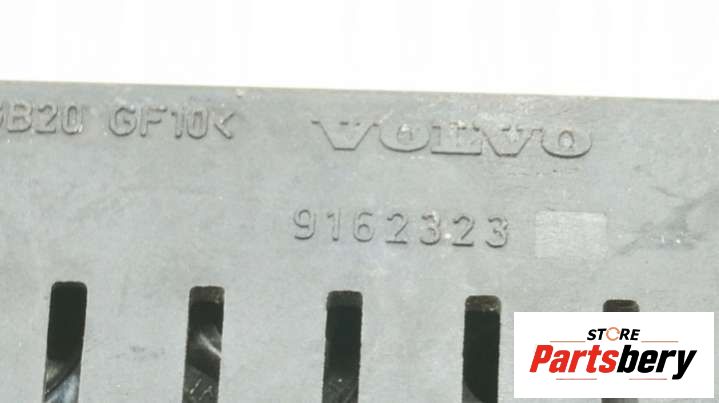 B20 GF10< VOLVO
9162323
STORE
Partsbery